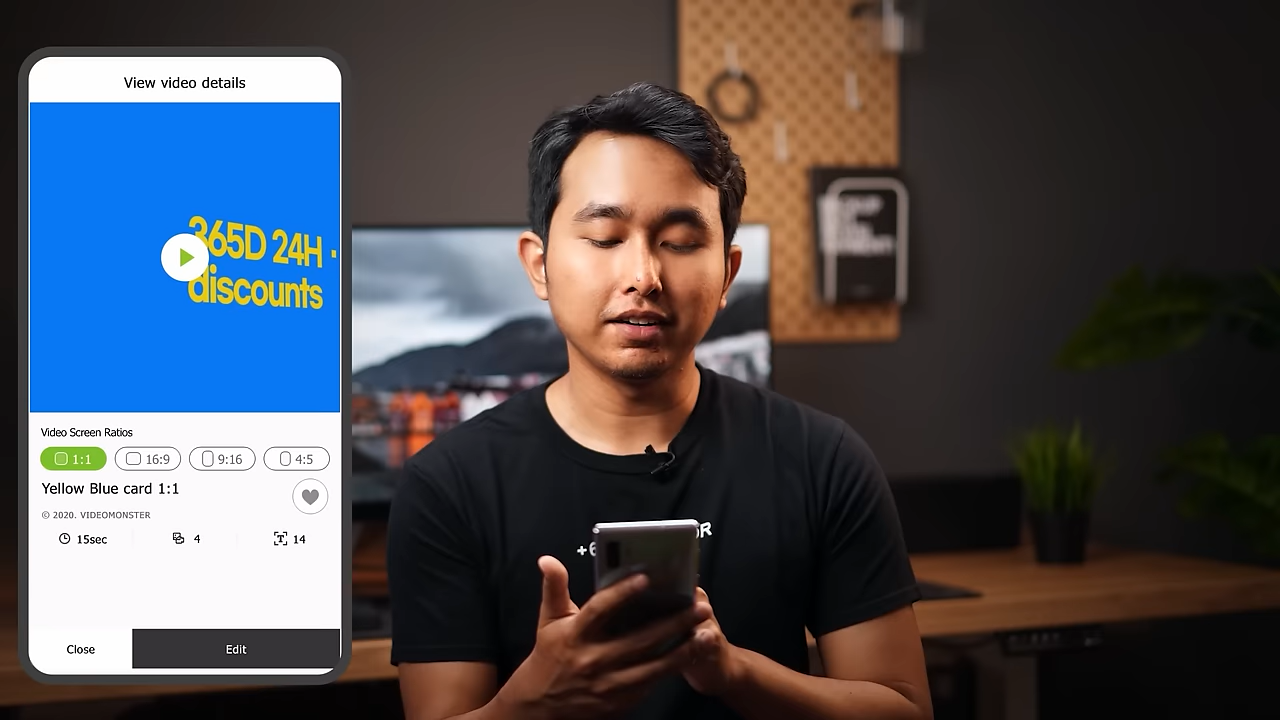 View video details
365D 24H ·
discounts
Video Screen Ratios
1:1
16:9
9:16
4:5
Yellow Blue card 1:1
© 2020. VIDEOMONSTER
15sec
4
14
Close
Edit